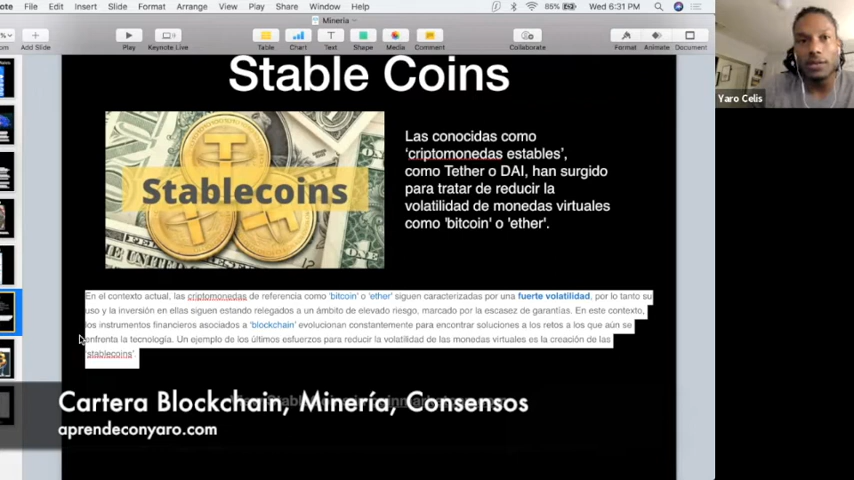 ote File Edit Insert Slide Format Arrange View Play Share Window Help 85% Wed 6:31 PM
Minería
Add Slide Play Keynote Live Table Chart Text Shape Media Comment Collaborate Format Animate Document
Stable Coins
Stablecoins
Las conocidas como
'criptomonedas estables',
como Tether o DAI, han surgido
para tratar de reducir la
volatilidad de monedas virtuales
como 'bitcoin' o 'ether'.
Yaro Celis
En el contexto actual, las criptomonedas de referencia como 'bitcoin' o 'ether' siguen caracterizadas por una fuerte volatilidad, por lo tanto su
uso y la inversión en ellas siguen estando relegados a un ámbito de elevado riesgo, marcado por la escasez de garantías. En este contexto,
los instrumentos financieros asociados a 'blockchain' evolucionan constantemente para encontrar soluciones a los retos a los que aún se
enfrenta la tecnología. Un ejemplo de los últimos esfuerzos para reducir la volatilidad de las monedas virtuales es la creación de las
'stablecoins'.
Cartera Blockchain, Minería, Consensos
aprendeconyaro.com